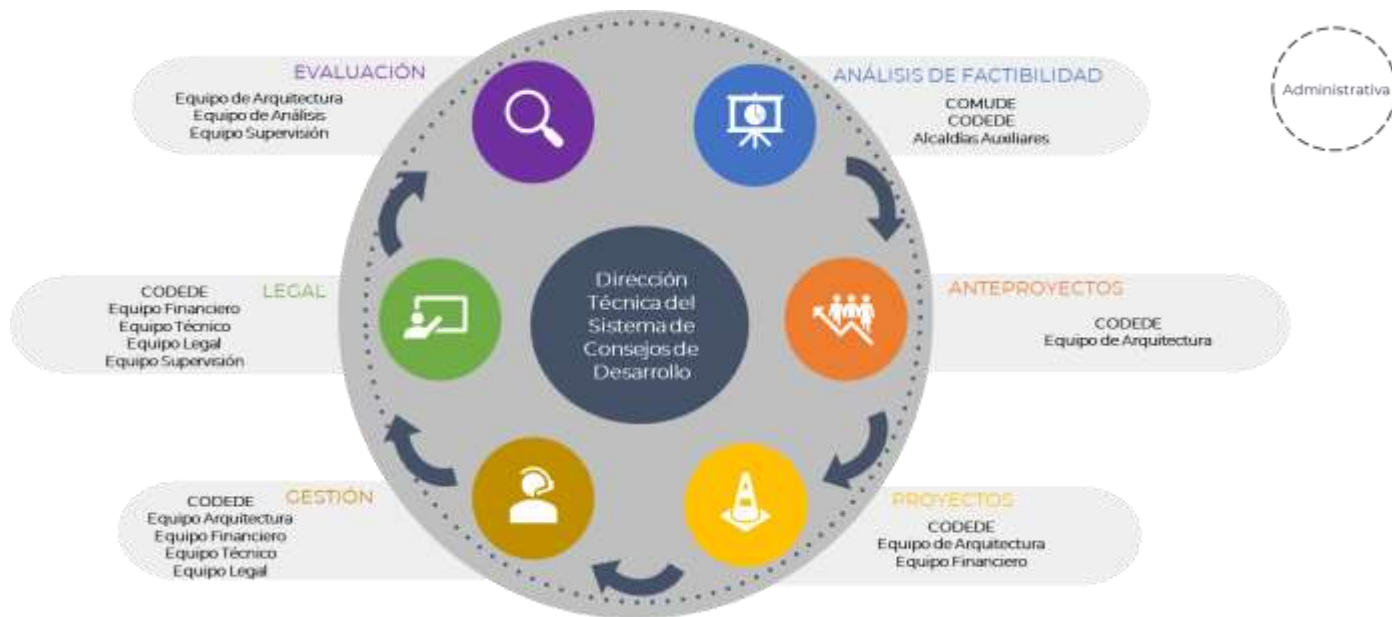 EVALUACIÓN
Equipo de Arquitectura
Equipo de Análisis
Equipo Supervisión
ANÁLISIS DE FACTIBILIDAD
COMUDE
CODEDE
Alcaldías Auxiliares
Administrativa
Dirección
Técnica del
Sistema de
Consejos de
Desarrollo
LEGAL
CODEDE
Equipo Financiero
Equipo Técnico
Equipo Legal
Equipo Supervisión
ANTEPROYECTOS
CODEDE
Equipo de Arquitectura
GESTIÓN
CODEDE
Equipo Arquitectura
Equipo Financiero
Equipo Técnico
Equipo Legal
PROYECTOS
CODEDE
Equipo de Arquitectura
Equipo Financiero